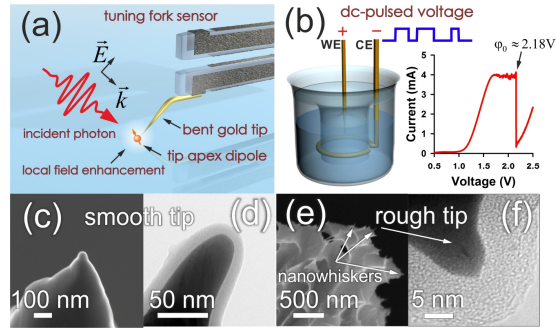 (a)
tuning fork sensor
E
k
incident photon
bent gold tip
tip apex dipole
local field enhancement
(b)
dc-pulsed voltage
+
−
WE
CE
φ₀ ≈ 2.18V
Current (mA)
5
4
3
2
1
0
0.5 1.0 1.5 2.0 2.5
Voltage (V)
(c)
smooth tip
(d)
100 nm
50 nm
(e)
rough tip
(f)
nanowhiskers
500 nm
5 nm